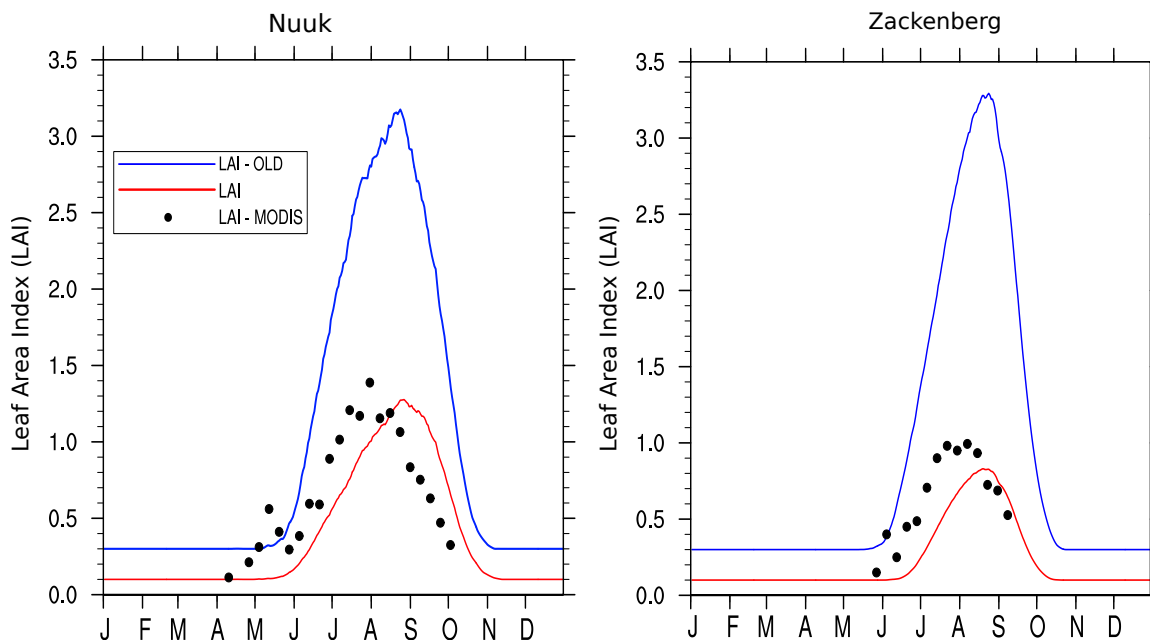 Nuuk
Leaf Area Index (LAI)
3.5
3.0
2.5
2.0
1.5
1.0
0.5
0.0
LAI - OLD
LAI
LAI - MODIS
J F M A M J J A S O N D
Zackenberg
Leaf Area Index (LAI)
3.5
3.0
2.5
2.0
1.5
1.0
0.5
0.0
J F M A M J J A S O N D